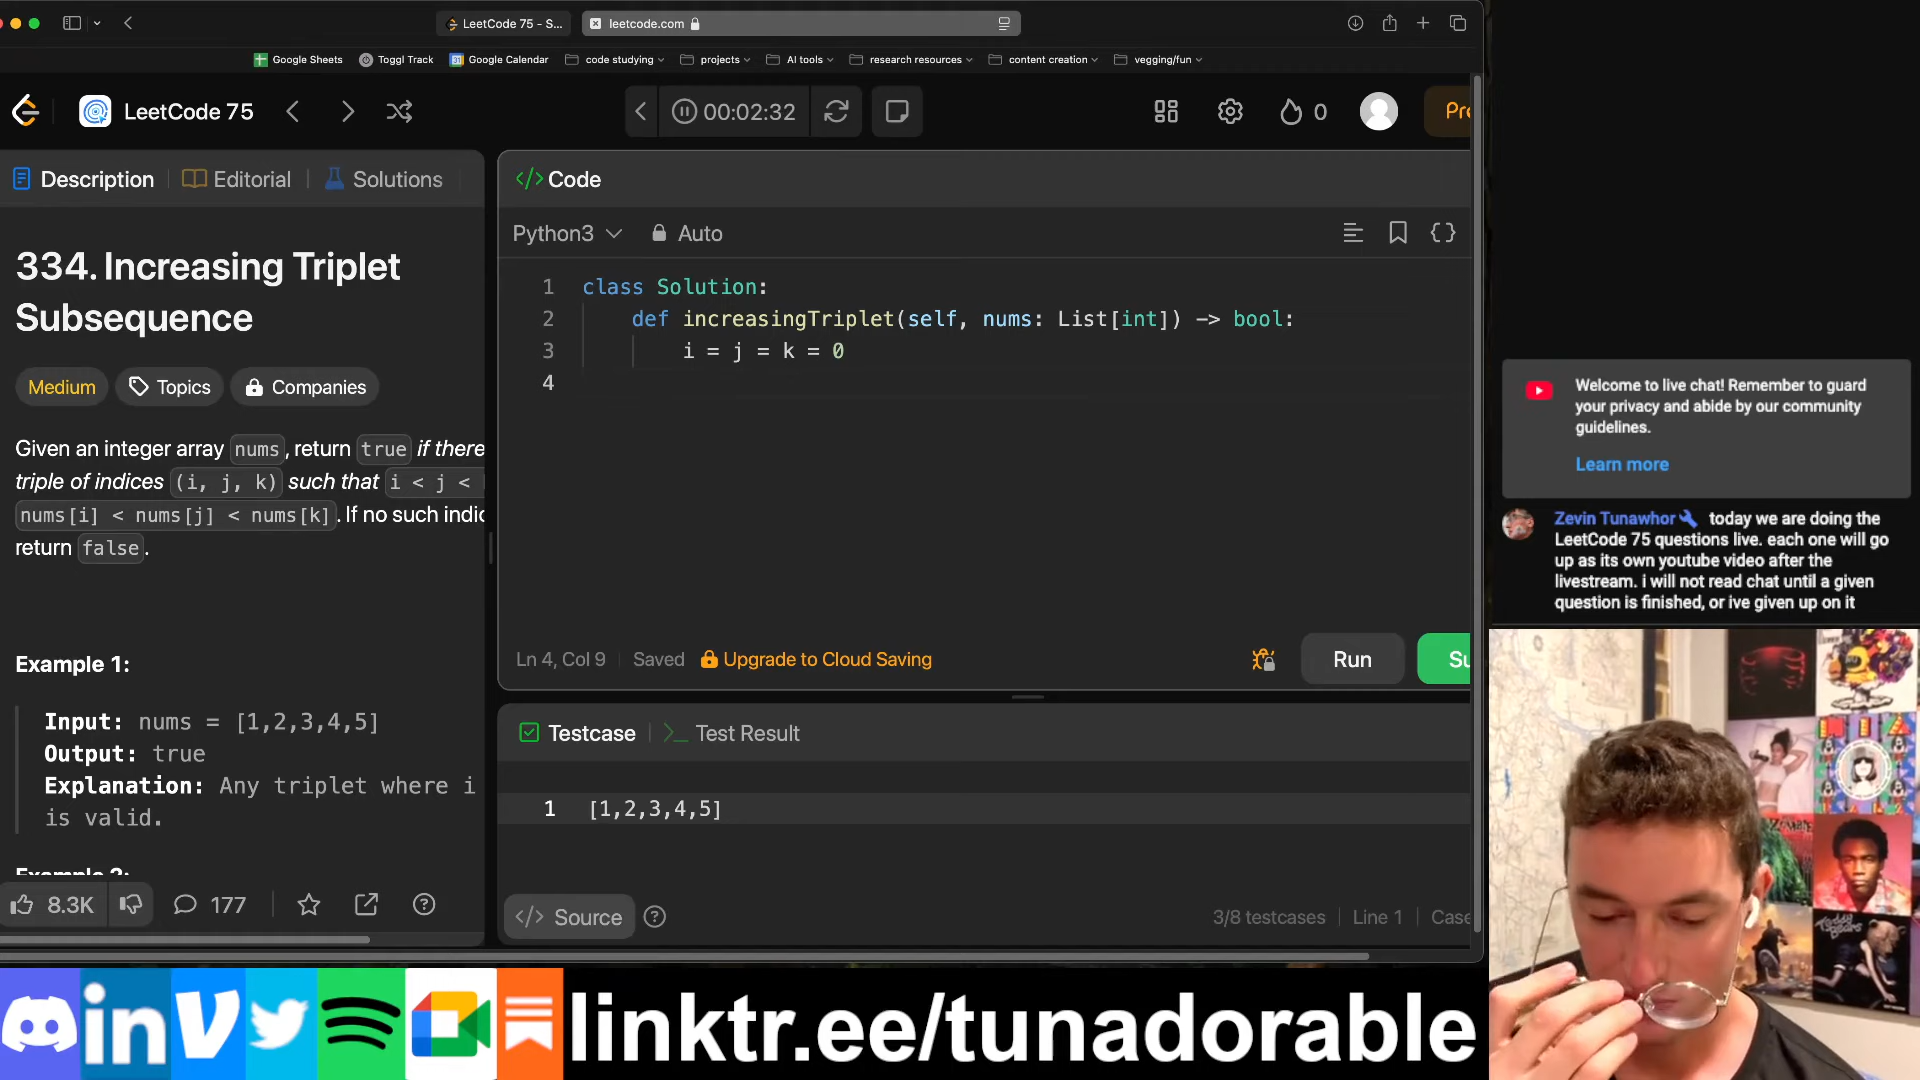 LeetCode 75 - S...
leetcode.com
Google Sheets
Toggl Track
Google Calendar
code studying
projects
AI tools
research resources
content creation
vegging/fun
LeetCode 75
00:02:32
0
Pre
Description
Editorial
Solutions
334. Increasing Triplet
Subsequence
Medium
Topics
Companies
Given an integer array nums, return true if there
triple of indices (i, j, k) such that i < j <
nums[i] < nums[j] < nums[k]. If no such indic
return false.
Example 1:
Input: nums = [1,2,3,4,5]
Output: true
Explanation: Any triplet where i
is valid.
Example 2:
8.3K
177
</> Code
Python3
Auto
1 class Solution:
2 def increasingTriplet(self, nums: List[int]) -> bool:
3 i = j = k = 0
4
Ln 4, Col 9
Saved
Upgrade to Cloud Saving
Run
Su
Testcase
Test Result
1 [1,2,3,4,5]
</> Source
3/8 testcases
Line 1
Case
Welcome to live chat! Remember to guard
your privacy and abide by our community
guidelines.
Learn more
Zevin Tunawhor today we are doing the
LeetCode 75 questions live. each one will go
up as its own youtube video after the
livestream. i will not read chat until a given
question is finished, or ive given up on it
linktr.ee/tunadorable